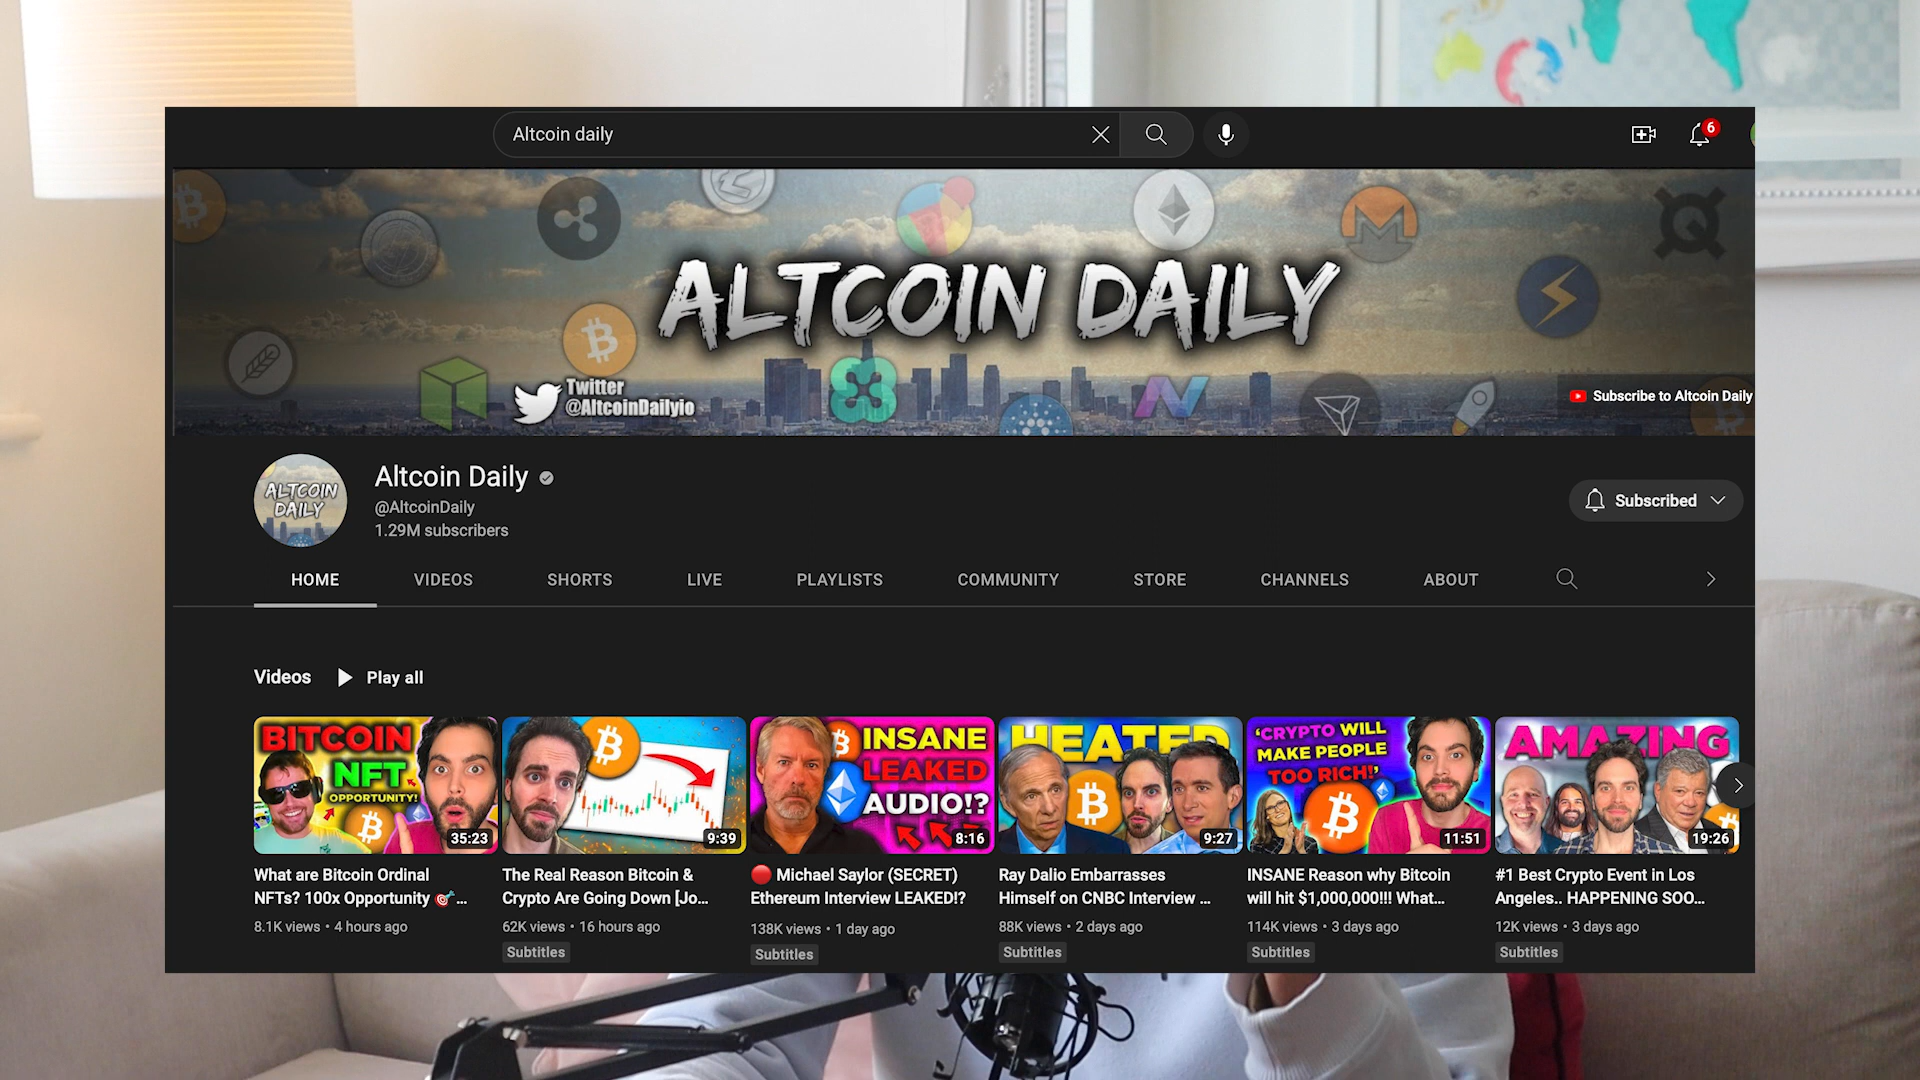 Altcoin daily
6
ALTCOIN DAILY
Twitter
@AltcoinDailyio
Subscribe to Altcoin Daily
ALTCOIN
DAILY
Altcoin Daily
@AltcoinDaily
1.29M subscribers
Subscribed
HOME VIDEOS SHORTS LIVE PLAYLISTS COMMUNITY STORE CHANNELS ABOUT
Videos Play all
BITCOIN
NFT
OPPORTUNITY!
35:23
9:39
INSANE
LEAKED
AUDIO!?
8:16
HEATED
9:27
'CRYPTO WILL
MAKE PEOPLE
TOO RICH!'
11:51
AMAZING
19:26
What are Bitcoin Ordinal
NFTs? 100x Opportunity 🎯...
8.1K views • 4 hours ago
The Real Reason Bitcoin &
Crypto Are Going Down [Jo...
62K views • 16 hours ago
Subtitles
🔴 Michael Saylor (SECRET)
Ethereum Interview LEAKED!?
138K views • 1 day ago
Subtitles
Ray Dalio Embarrasses
Himself on CNBC Interview ...
88K views • 2 days ago
Subtitles
INSANE Reason why Bitcoin
will hit $1,000,000!!! What...
114K views • 3 days ago
Subtitles
#1 Best Crypto Event in Los
Angeles.. HAPPENING SOO...
12K views • 3 days ago
Subtitles